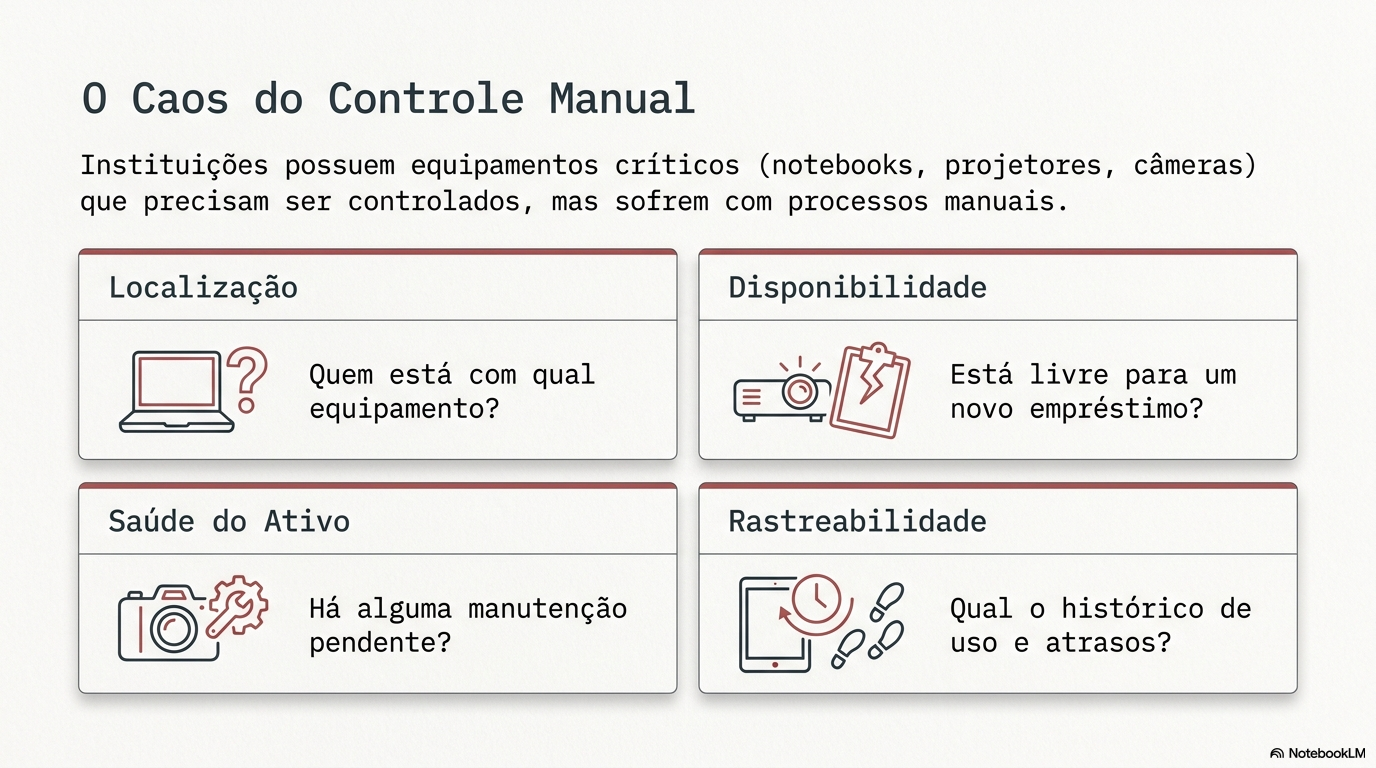 O Caos do Controle Manual
Instituições possuem equipamentos críticos (notebooks, projetores, câmeras)
que precisam ser controlados, mas sofrem com processos manuais.
Localização
Quem está com qual
equipamento?
Disponibilidade
Está livre para um
novo empréstimo?
Saúde do Ativo
Há alguma manutenção
pendente?
Rastreabilidade
Qual o histórico de
uso e atrasos?
NotebookLM